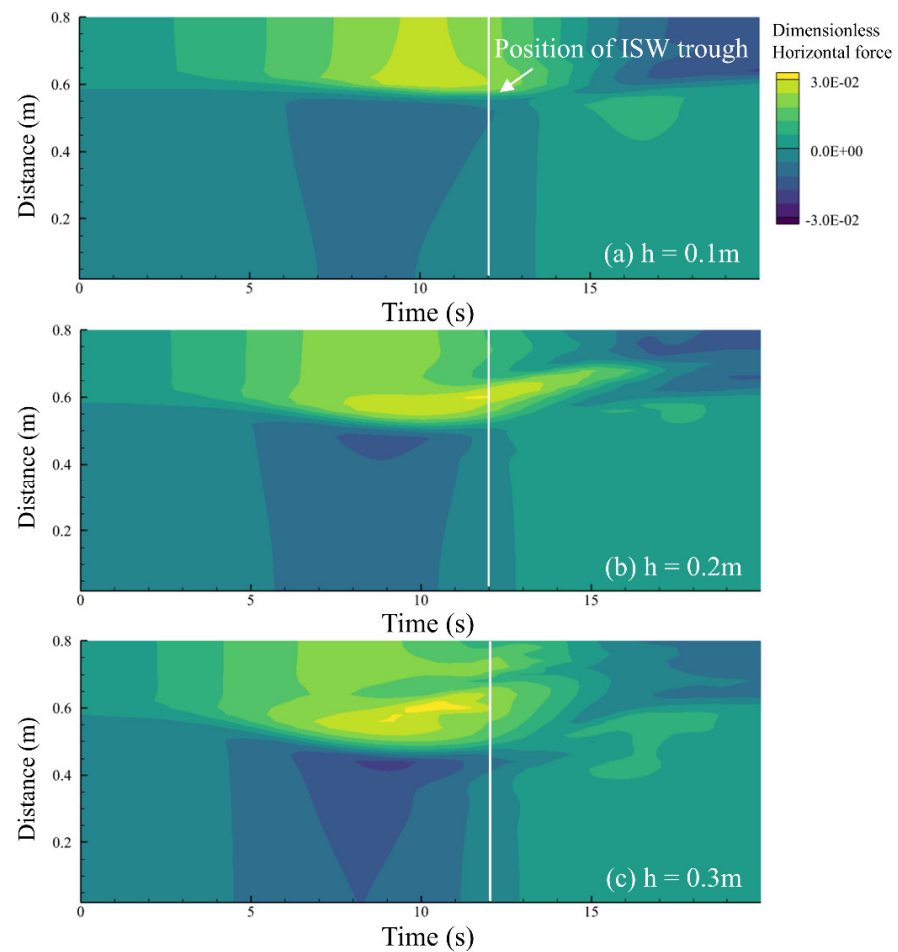 Dimensionless
Horizontal force
3.0E-02
0.0E+00
-3.0E-02
Distance (m)
0.8
0.6
0.4
0.2
Position of ISW trough
(a) h = 0.1m
0 5 10 15
Time (s)
Distance (m)
0.8
0.6
0.4
0.2
(b) h = 0.2m
0 5 10 15
Time (s)
Distance (m)
0.8
0.6
0.4
0.2
(c) h = 0.3m
0 5 10 15
Time (s)